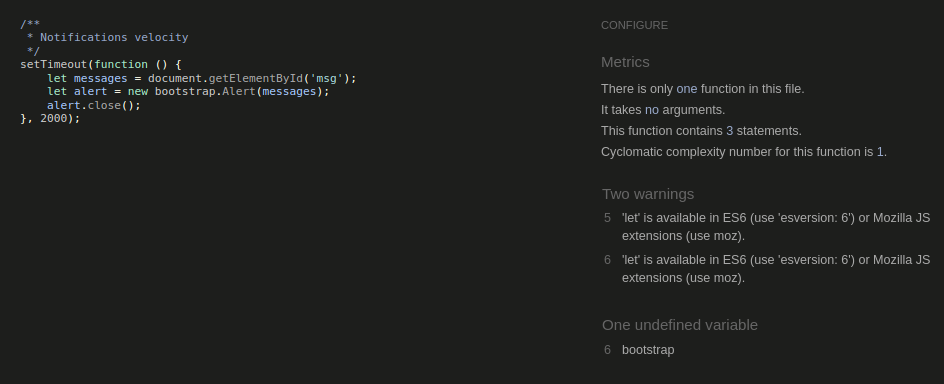 /**
 * Notifications velocity
 */
setTimeout(function () {
    let messages = document.getElementById('msg');
    let alert = new bootstrap.Alert(messages);
    alert.close();
}, 2000);
CONFIGURE
Metrics
There is only one function in this file.
It takes no arguments.
This function contains 3 statements.
Cyclomatic complexity number for this function is 1.
Two warnings
5 'let' is available in ES6 (use 'esversion: 6') or Mozilla JS
extensions (use moz).
6 'let' is available in ES6 (use 'esversion: 6') or Mozilla JS
extensions (use moz).
One undefined variable
6 bootstrap